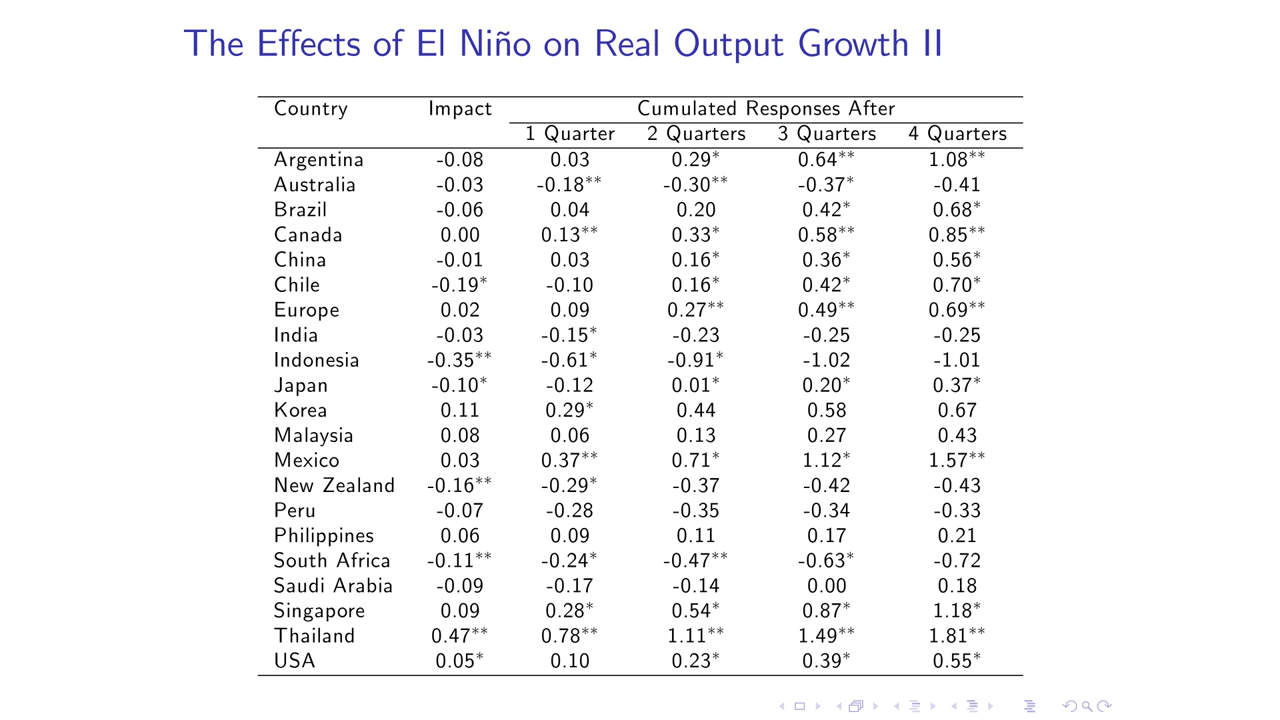 The Effects of El Niño on Real Output Growth II
Country Impact Cumulated Responses After
1 Quarter 2 Quarters 3 Quarters 4 Quarters
Argentina -0.08 0.03 0.29* 0.64** 1.08**
Australia -0.03 -0.18** -0.30** -0.37* -0.41
Brazil -0.06 0.04 0.20 0.42* 0.68*
Canada 0.00 0.13** 0.33* 0.58** 0.85**
China -0.01 0.03 0.16* 0.36* 0.56*
Chile -0.19* -0.10 0.16* 0.42* 0.70*
Europe 0.02 0.09 0.27** 0.49** 0.69**
India -0.03 -0.15* -0.23 -0.25 -0.25
Indonesia -0.35** -0.61* -0.91* -1.02 -1.01
Japan -0.10* -0.12 0.01* 0.20* 0.37*
Korea 0.11 0.29* 0.44 0.58 0.67
Malaysia 0.08 0.06 0.13 0.27 0.43
Mexico 0.03 0.37** 0.71* 1.12* 1.57**
New Zealand -0.16** -0.29* -0.37 -0.42 -0.43
Peru -0.07 -0.28 -0.35 -0.34 -0.33
Philippines 0.06 0.09 0.11 0.17 0.21
South Africa -0.11** -0.24* -0.47** -0.63* -0.72
Saudi Arabia -0.09 -0.17 -0.14 0.00 0.18
Singapore 0.09 0.28* 0.54* 0.87* 1.18*
Thailand 0.47** 0.78** 1.11** 1.49** 1.81**
USA 0.05* 0.10 0.23* 0.39* 0.55*